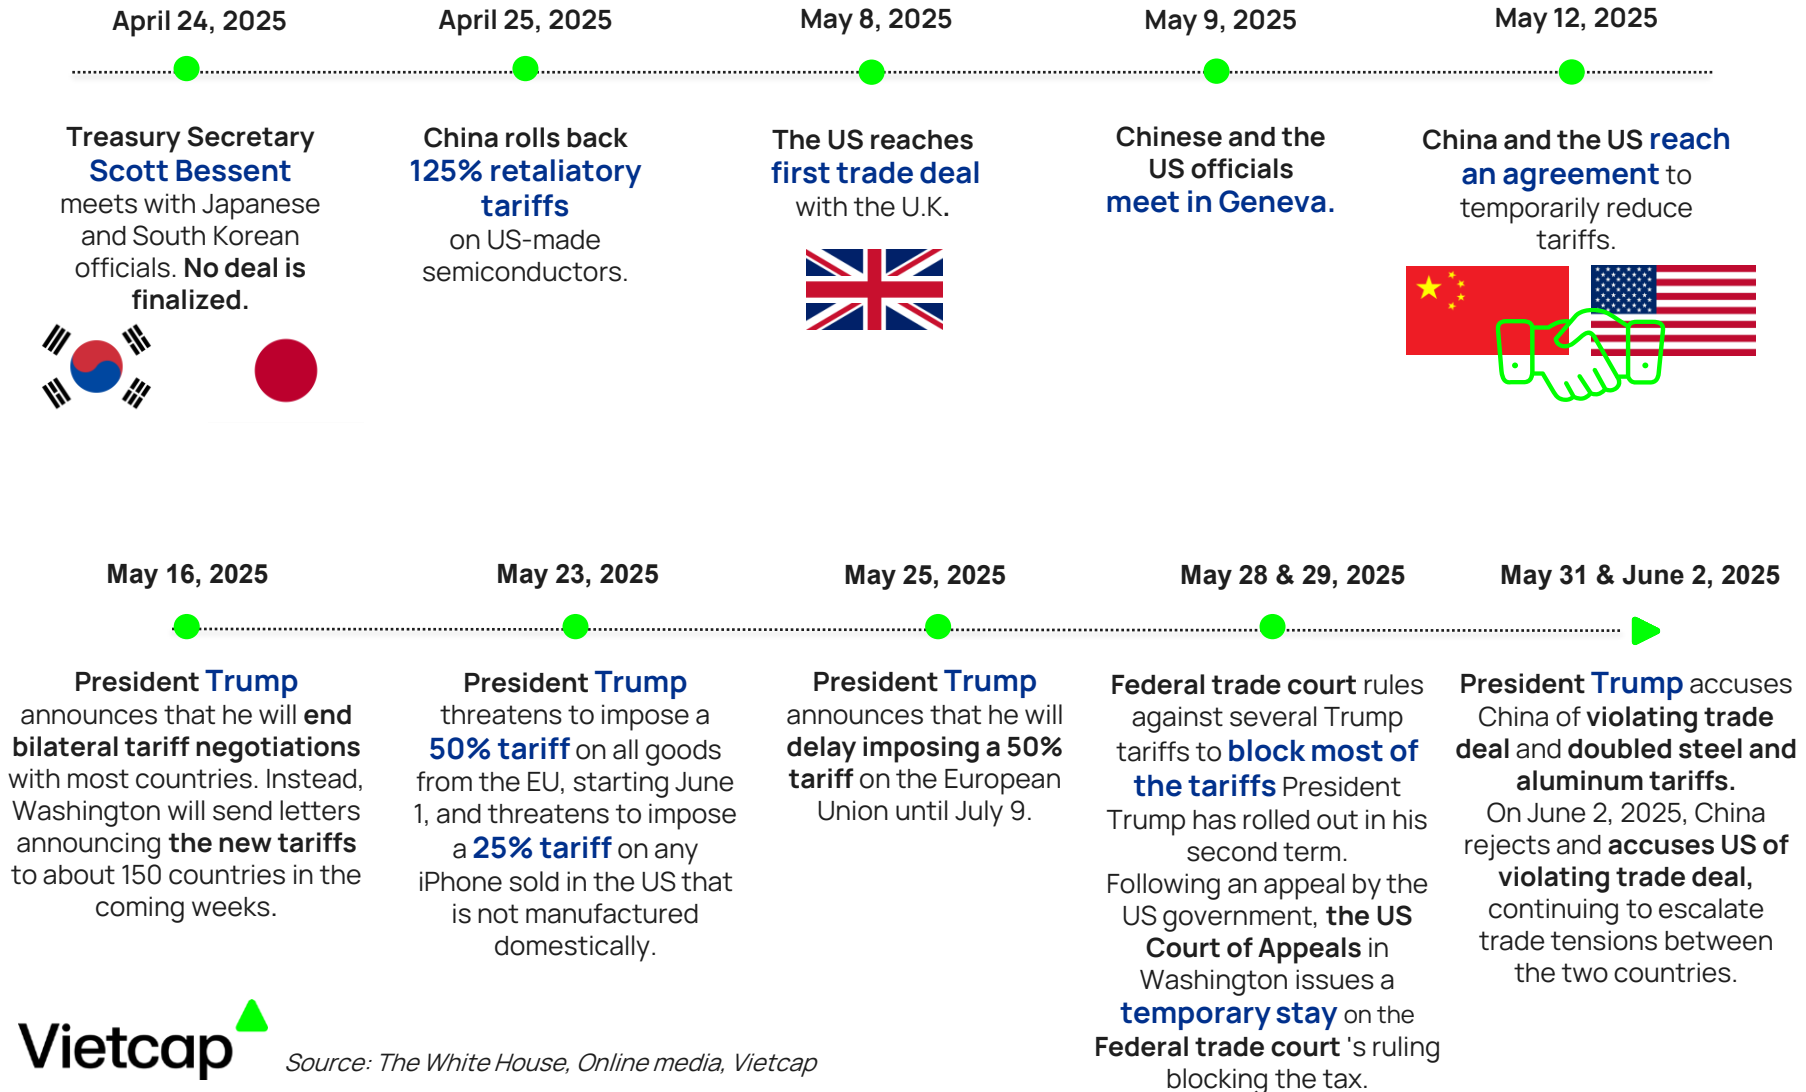 April 24, 2025
April 25, 2025
May 8, 2025
May 9, 2025
May 12, 2025
Treasury Secretary
Scott Bessent
meets with Japanese
and South Korean
officials. No deal is
finalized.
China rolls back
125% retaliatory
tariffs
on US-made
semiconductors.
The US reaches
first trade deal
with the U.K.
Chinese and the
US officials
meet in Geneva.
China and the US reach
an agreement to
temporarily reduce
tariffs.
May 16, 2025
May 23, 2025
May 25, 2025
May 28 & 29, 2025
May 31 & June 2, 2025
President Trump
announces that he will end
bilateral tariff negotiations
with most countries. Instead,
Washington will send letters
announcing the new tariffs
to about 150 countries in the
coming weeks.
President Trump
threatens to impose a
50% tariff on all goods
from the EU, starting June
1, and threatens to impose
a 25% tariff on any
iPhone sold in the US that
is not manufactured
domestically.
President Trump
announces that he will
delay imposing a 50%
tariff on the European
Union until July 9.
Federal trade court rules
against several Trump
tariffs to block most of
the tariffs President
Trump has rolled out in his
second term.
Following an appeal by the
US government, the US
Court of Appeals in
Washington issues a
temporary stay on the
Federal trade court 's ruling
blocking the tax.
President Trump accuses
China of violating trade
deal and doubled steel and
aluminum tariffs.
On June 2, 2025, China
rejects and accuses US of
violating trade deal,
continuing to escalate
trade tensions between
the two countries.
Vietcap
Source: The White House, Online media, Vietcap